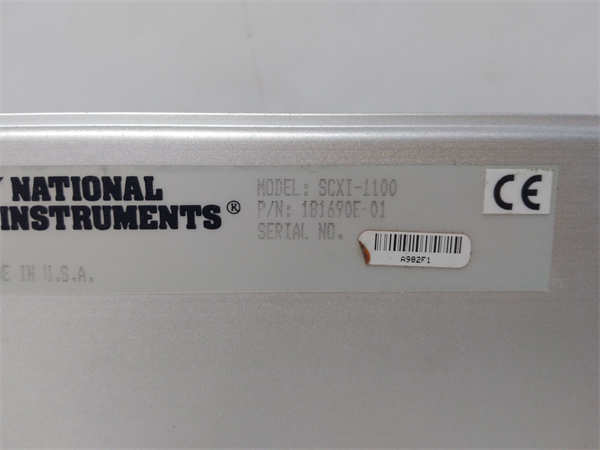 NATIONAL
INSTRUMENTS®
MODEL: SCXI-1100
P/N: 181690E-01
SERIAL NO.
A982F1
CE
IN U.S.A.